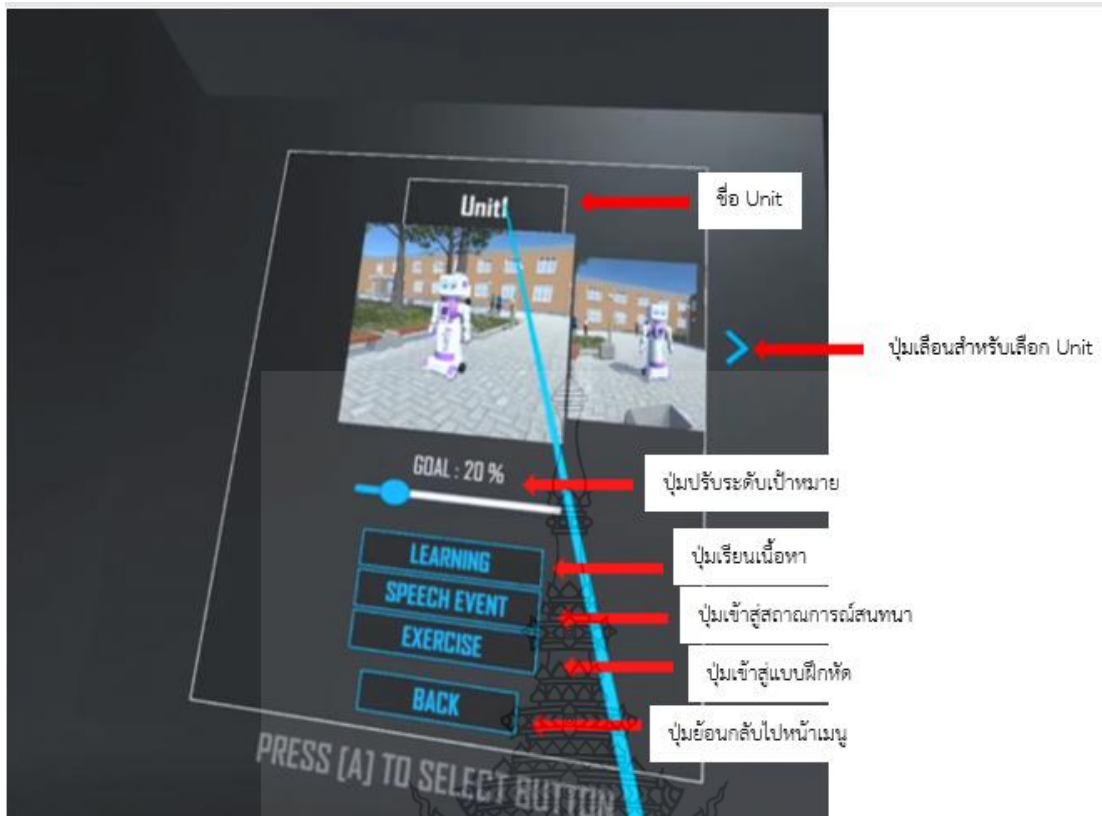 Unit1
ชื่อ Unit
ปุ่มเลือนสำหรับเลือก Unit
GOAL : 20 %
ปุ่มปรับระดับเป้าหมาย
LEARNING
ปุ่มเรียนเนื้อหา
SPEECH EVENT
ปุ่มเข้าสู่สถาณการณ์สนทนา
EXERCISE
ปุ่มเข้าสู่แบบฝึกหัด
BACK
ปุ่มย้อนกลับไปหน้าเมนู
PRESS [A] TO SELECT BUTTON